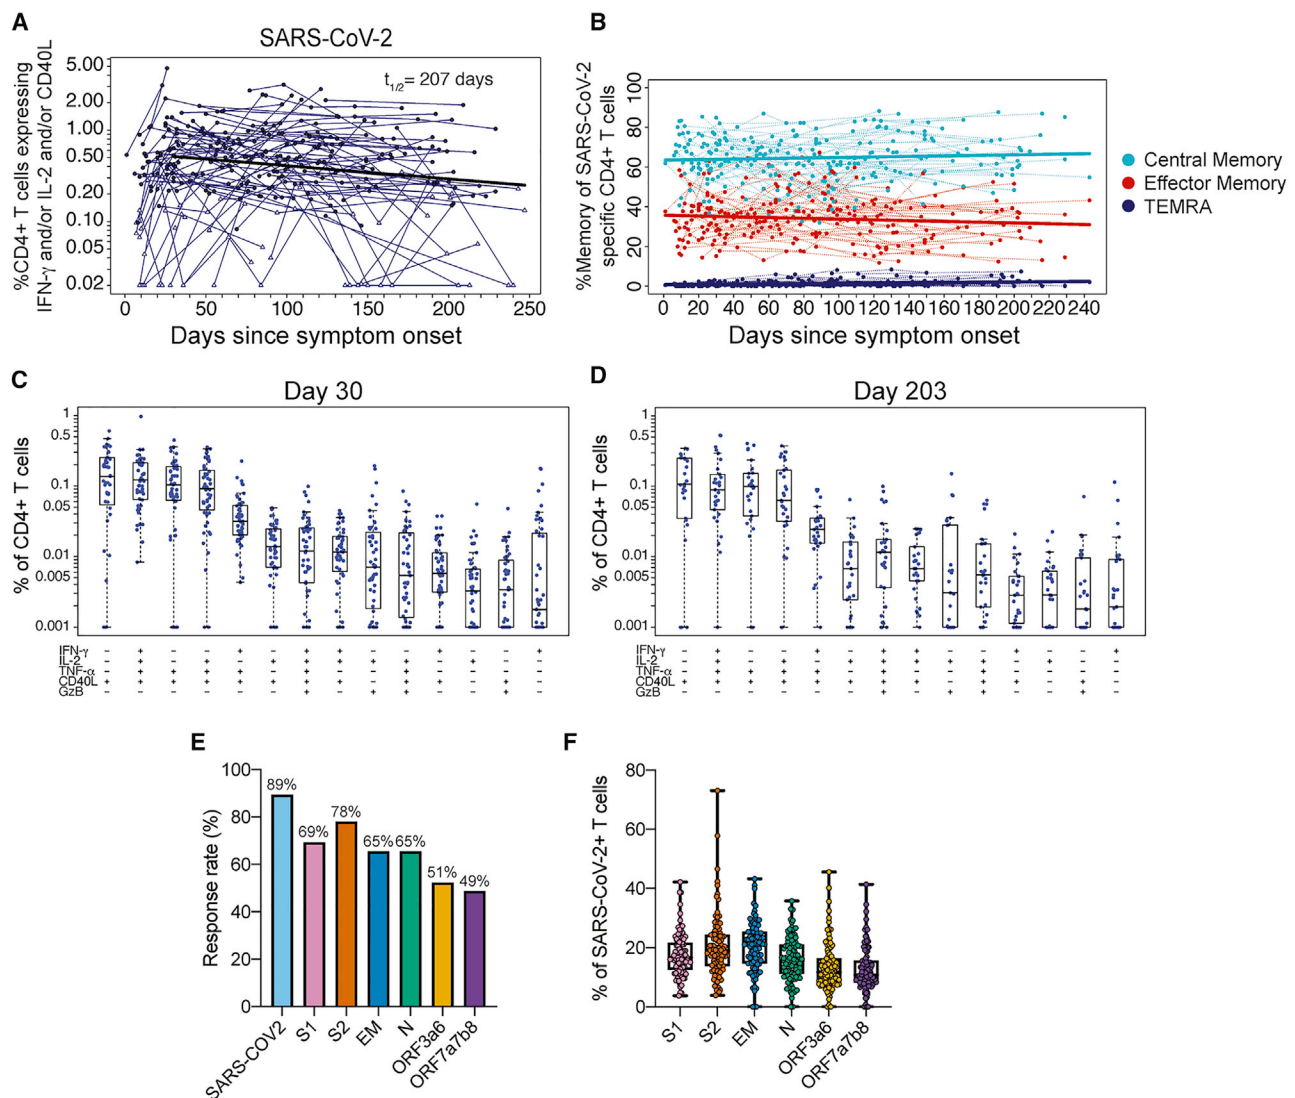 A
SARS-CoV-2
t1/2= 207 days
%CD4+ T cells expressing
IFN-γ and/or IL-2 and/or CD40L
5.00
2.00
1.00
0.50
0.20
0.10
0.05
0.02
0 50 100 150 200 250
Days since symptom onset
B
%Memory of SARS-CoV-2
specific CD4+ T cells
100
80
60
40
20
0
0 20 40 60 80 100 120 140 160 180 200 220 240
Days since symptom onset
Central Memory
Effector Memory
TEMRA
C
Day 30
% of CD4+ T cells
1
0.5
0.1
0.05
0.010
0.005
0.001
IFN-γ - + - - + - + + - - + - - +
IL-2 - + - + - + + + - + - + - -
TNF-α - + + + + - + + - + - - - -
CD40L + + + + + + + + - + + - + -
GzB - - - - - - + - + + - - + -
D
Day 203
% of CD4+ T cells
1
0.5
0.1
0.05
0.010
0.005
0.001
IFN-γ
IL-2
TNF-α
CD40L
GzB
E
Response rate (%)
100
80
60
40
20
0
89%
69%
78%
65%
65%
51%
49%
SARS-COV2
S1
S2
EM
N
ORF3a6
ORF7a7b8
F
% of SARS-CoV-2+ T cells
80
60
40
20
0
S1
S2
EM
N
ORF3a6
ORF7a7b8